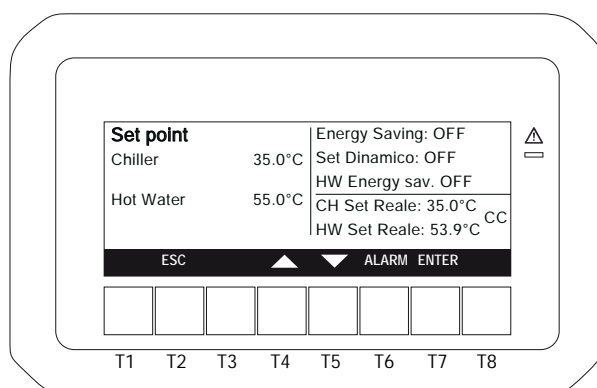 Set point
Chiller 35.0°C
Hot Water 55.0°C
Energy Saving: OFF
Set Dinamico: OFF
HW Energy sav. OFF
CH Set Reale: 35.0°C
HW Set Reale: 53.9°C
CC
ESC ALARM ENTER
T1 T2 T3 T4 T5 T6 T7 T8